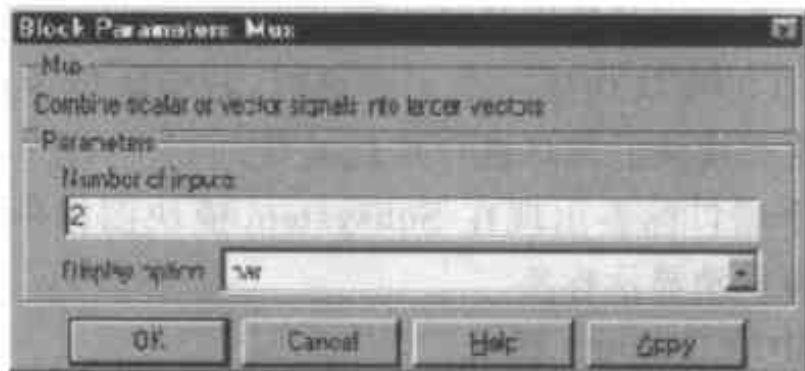 Block Parameters: Mux
Mux
Combine scalar or vector signals into larger vectors
Parameters
Number of inputs:
2
Display option:
OK
Cancel
Help
Apply